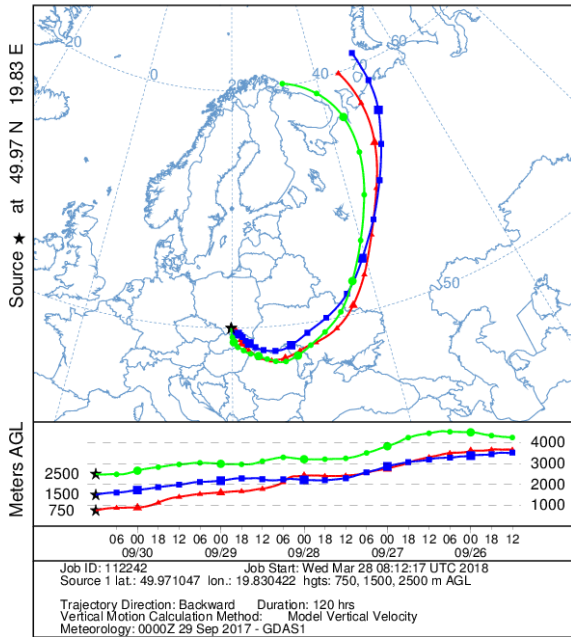 -20
0
20
40
70
60
50
Source ★ at 49.97 N 19.83 E
Meters AGL
2500
1500
750
4000
3000
2000
1000
06 00 18 12 06 00 18 12 06 00 18 12 06 00 18 12 06 00 18 12
09/30 09/29 09/28 09/27 09/26
Job ID: 112242 Job Start: Wed Mar 28 08:12:17 UTC 2018
Source 1 lat.: 49.971047 lon.: 19.830422 hgts: 750, 1500, 2500 m AGL
Trajectory Direction: Backward Duration: 120 hrs
Vertical Motion Calculation Method: Model Vertical Velocity
Meteorology: 0000Z 29 Sep 2017 - GDAS1